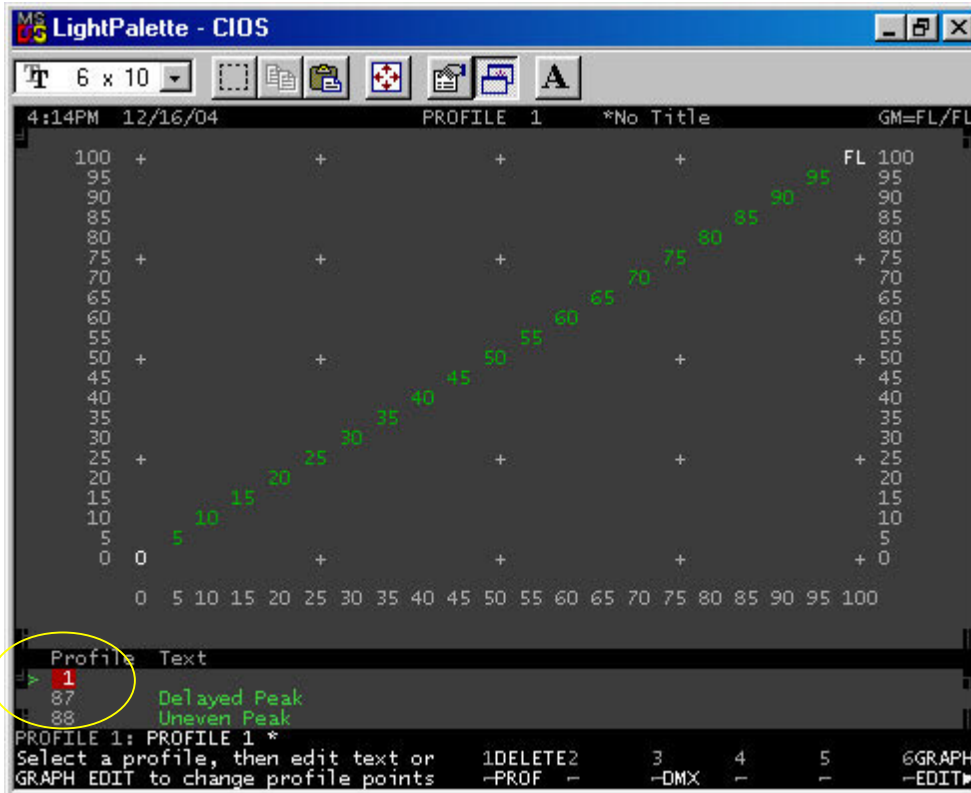 LightPalette - CIOS
6 x 10
A
4:14PM 12/16/04 PROFILE 1 *No Title GM=FL/FL
100 + + + + FL 100
95 95 95
90 90 90
85 85 85
80 80 80
75 + + + 75 + 75
70 70 70
65 65 65
60 60 60
55 55 55
50 + + 50 + + 50
45 45 45
40 40 40
35 35 35
30 30 30
25 + 25 + + + 25
20 20 20
15 15 15
10 10 10
5 5 5
0 0 + + + + 0
0 5 10 15 20 25 30 35 40 45 50 55 60 65 70 75 80 85 90 95 100
Profile Text
> 1
87 Delayed Peak
88 Uneven Peak
PROFILE 1: PROFILE 1 *
Select a profile, then edit text or 1DELETE2 3 4 5 6GRAPH
GRAPH EDIT to change profile points PROF DMX EDIT